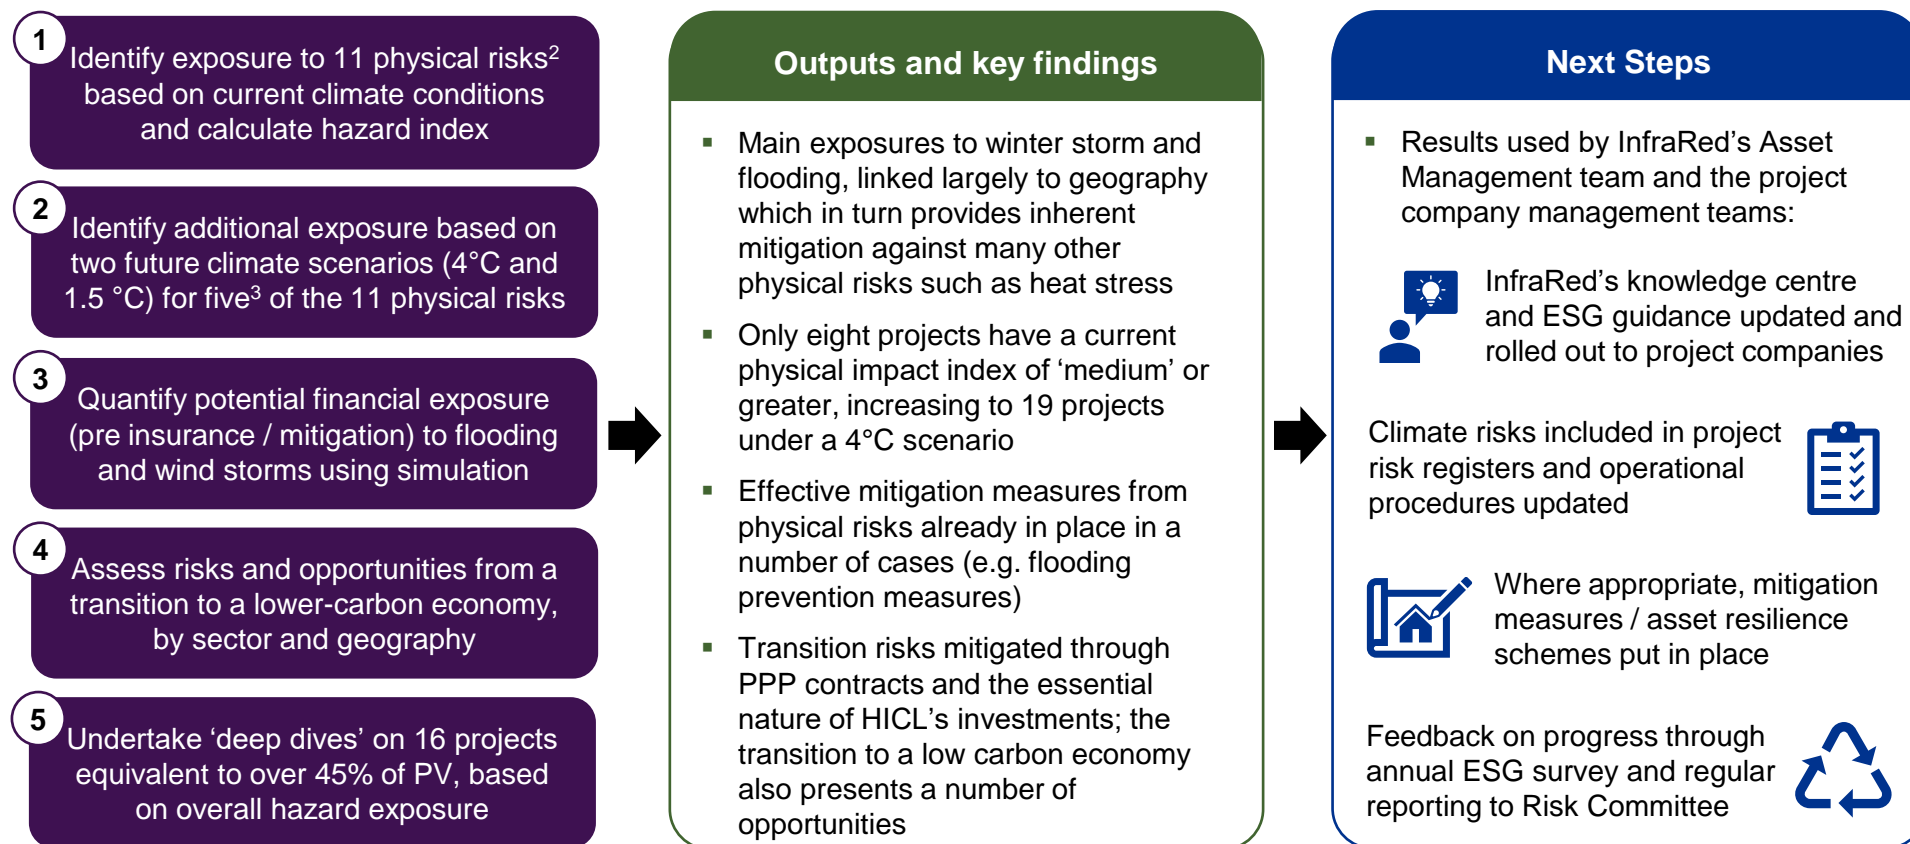 1
Identify exposure to 11 physical risks²
based on current climate conditions
and calculate hazard index
2
Identify additional exposure based on
two future climate scenarios (4°C and
1.5 °C) for five³ of the 11 physical risks
3
Quantify potential financial exposure
(pre insurance / mitigation) to flooding
and wind storms using simulation
4
Assess risks and opportunities from a
transition to a lower-carbon economy,
by sector and geography
5
Undertake ‘deep dives’ on 16 projects
equivalent to over 45% of PV, based
on overall hazard exposure
Outputs and key findings
▪ Main exposures to winter storm and
flooding, linked largely to geography
which in turn provides inherent
mitigation against many other
physical risks such as heat stress
▪ Only eight projects have a current
physical impact index of ‘medium’ or
greater, increasing to 19 projects
under a 4°C scenario
▪ Effective mitigation measures from
physical risks already in place in a
number of cases (e.g. flooding
prevention measures)
▪ Transition risks mitigated through
PPP contracts and the essential
nature of HICL’s investments; the
transition to a low carbon economy
also presents a number of
opportunities
Next Steps
▪ Results used by InfraRed’s Asset
Management team and the project
company management teams:
InfraRed’s knowledge centre
and ESG guidance updated and
rolled out to project companies
Climate risks included in project
risk registers and operational
procedures updated
Where appropriate, mitigation
measures / asset resilience
schemes put in place
Feedback on progress through
annual ESG survey and regular
reporting to Risk Committee